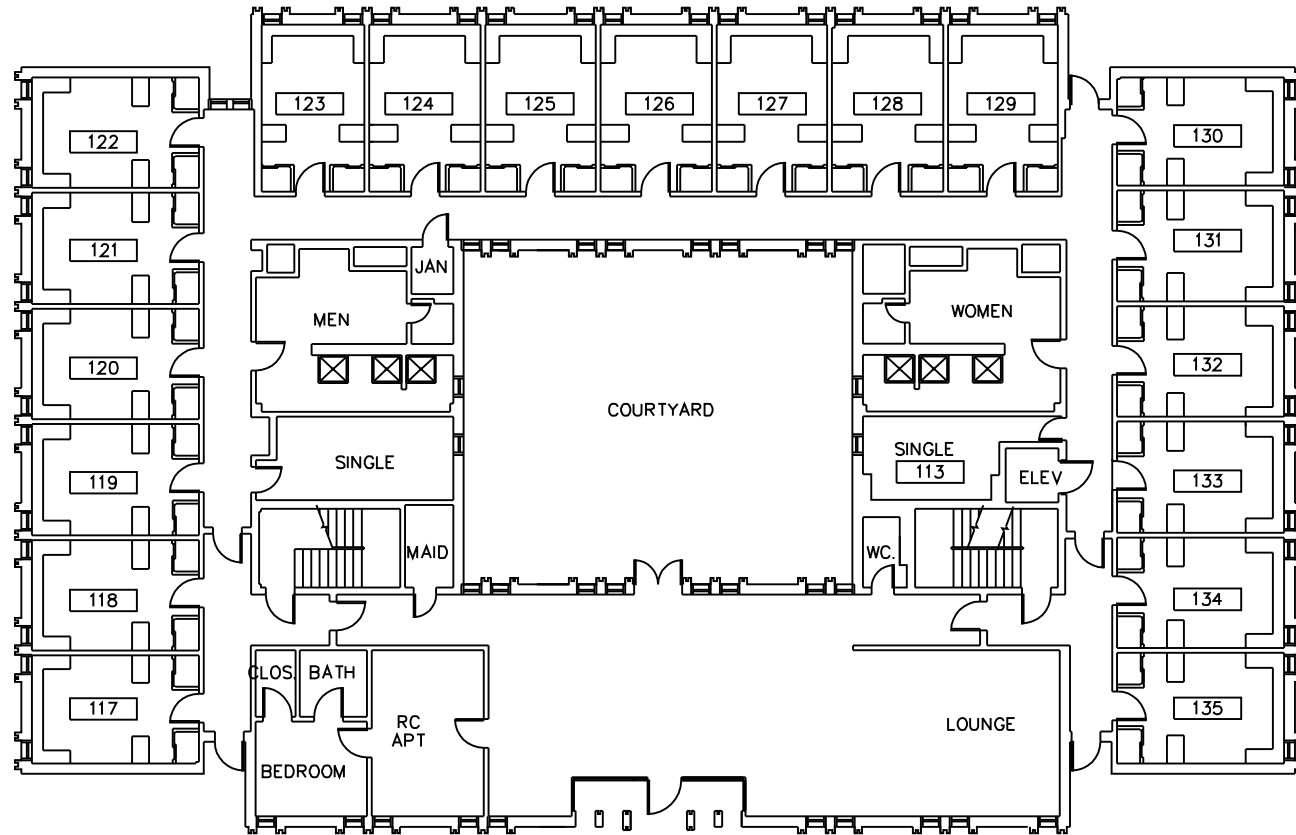 123
124
125
126
127
128
129
122
130
121
131
JAN
MEN
WOMEN
120
132
COURTYARD
SINGLE
SINGLE
113
ELEV
119
133
MAID
WC.
118
134
CLOS.
BATH
117
RC
APT
LOUNGE
135
BEDROOM